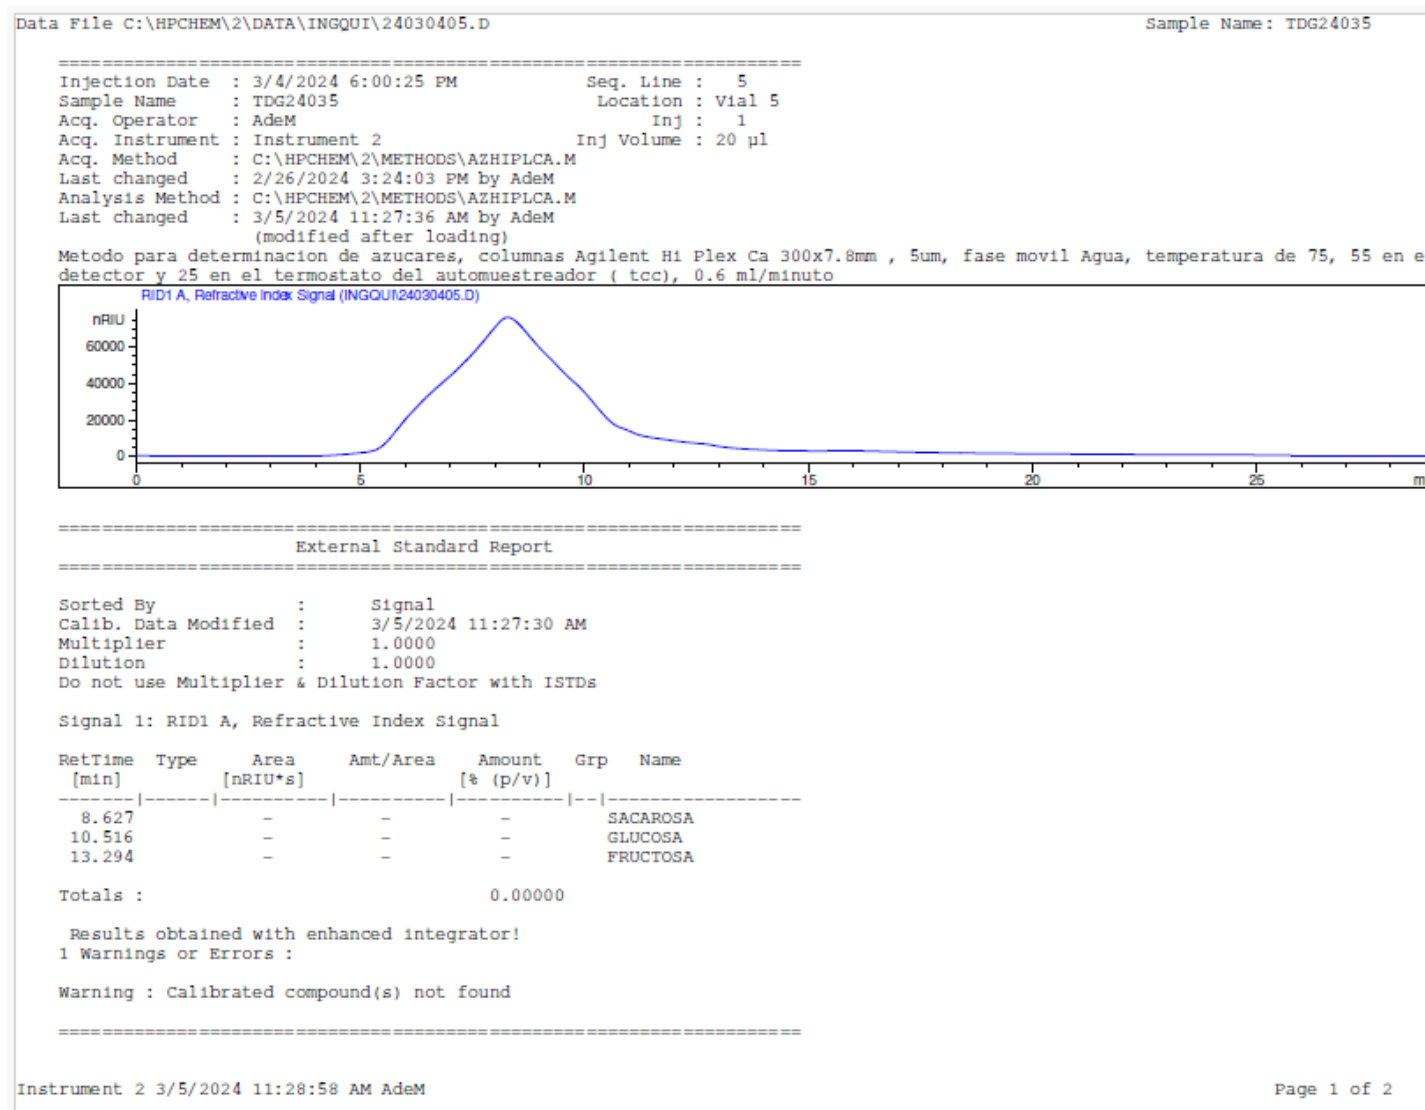 Data File C:\HPCHEM\2\DATA\INGQUI\24030405.D Sample Name: TDG24035
=====================================================================
Injection Date : 3/4/2024 6:00:25 PM Seq. Line : 5
Sample Name : TDG24035 Location : Vial 5
Acq. Operator : AdeM Inj : 1
Acq. Instrument : Instrument 2 Inj Volume : 20 µl
Acq. Method : C:\HPCHEM\2\METHODS\AZHIPLCA.M
Last changed : 2/26/2024 3:24:03 PM by AdeM
Analysis Method : C:\HPCHEM\2\METHODS\AZHIPLCA.M
Last changed : 3/5/2024 11:27:36 AM by AdeM
(modified after loading)
Metodo para determinacion de azucares, columnas Agilent Hi Plex Ca 300x7.8mm , 5um, fase movil Agua, temperatura de 75, 55 en e
detector y 25 en el termostato del automuestreador ( tcc), 0.6 ml/minuto
RID1 A, Refractive Index Signal (INGQUI\24030405.D)
nRIU
60000
40000
20000
0
0 5 10 15 20 25 m
=====================================================================
External Standard Report
=====================================================================
Sorted By : Signal
Calib. Data Modified : 3/5/2024 11:27:30 AM
Multiplier : 1.0000
Dilution : 1.0000
Do not use Multiplier & Dilution Factor with ISTDs
Signal 1: RID1 A, Refractive Index Signal
RetTime Type Area Amt/Area Amount Grp Name
[min] [nRIU*s] [% (p/v)]
-------|------|----------|----------|----------|--|------------------
8.627 - - - SACAROSA
10.516 - - - GLUCOSA
13.294 - - - FRUCTOSA
Totals : 0.00000
Results obtained with enhanced integrator!
1 Warnings or Errors :
Warning : Calibrated compound(s) not found
=====================================================================
Instrument 2 3/5/2024 11:28:58 AM AdeM Page 1 of 2